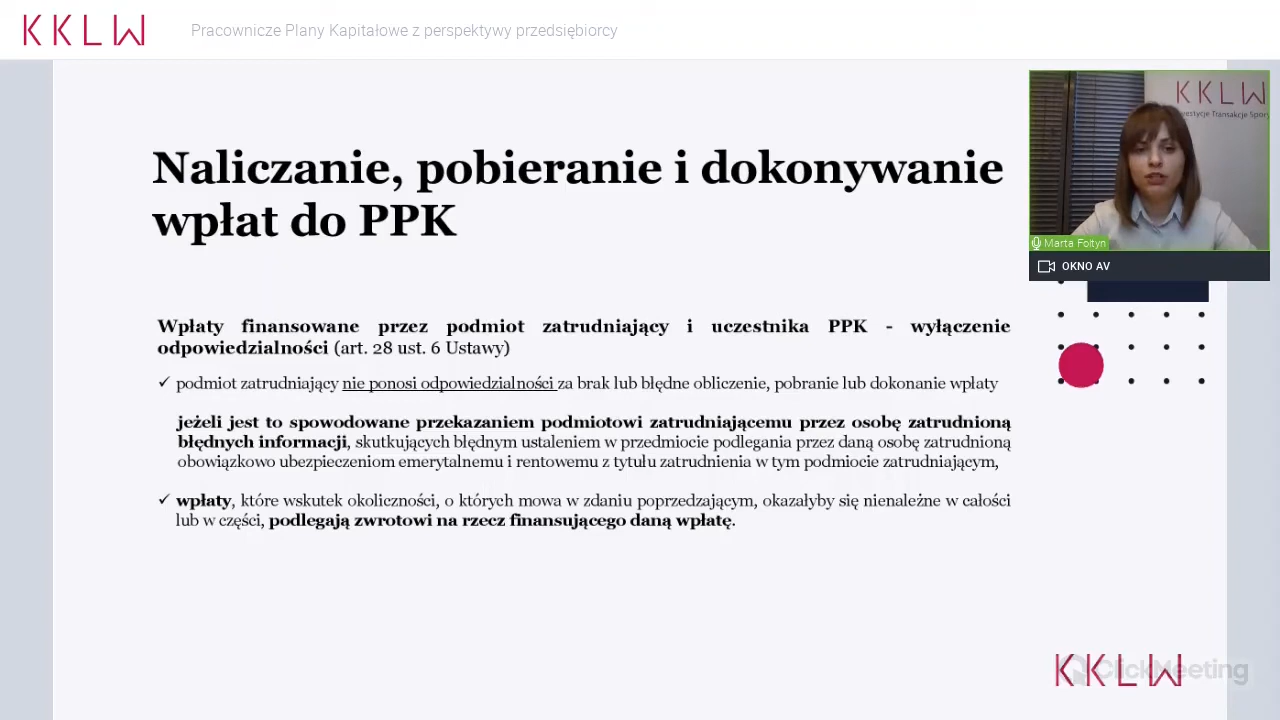 KKLW
Pracownicze Plany Kapitałowe z perspektywy przedsiębiorcy
KKLW
Inwestycje Transakcje Spory
Marta Foltyn
OKNO AV
Naliczanie, pobieranie i dokonywanie
wpłat do PPK
Wpłaty finansowane przez podmiot zatrudniający i uczestnika PPK - wyłączenie
odpowiedzialności (art. 28 ust. 6 Ustawy)
✓ podmiot zatrudniający nie ponosi odpowiedzialności za brak lub błędne obliczenie, pobranie lub dokonanie wpłaty
jeżeli jest to spowodowane przekazaniem podmiotowi zatrudniającemu przez osobę zatrudnioną
błędnych informacji, skutkujących błędnym ustaleniem w przedmiocie podlegania przez daną osobę zatrudnioną
obowiązkowo ubezpieczeniom emerytalnemu i rentowemu z tytułu zatrudnienia w tym podmiocie zatrudniającym,
✓ wpłaty, które wskutek okoliczności, o których mowa w zdaniu poprzedzającym, okazałyby się nienależne w całości
lub w części, podlegają zwrotowi na rzecz finansującego daną wpłatę.
KKLW
ClickMeeting